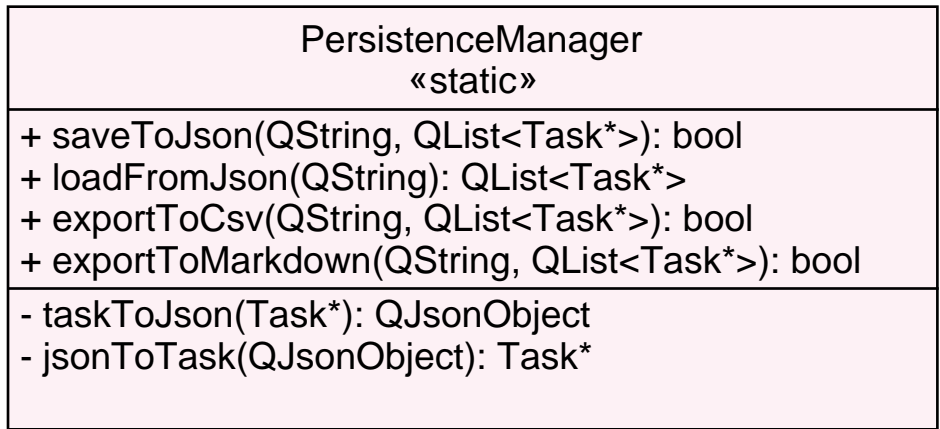 PersistenceManager
«static»
+ saveToJson(QString, QList<Task*>): bool
+ loadFromJson(QString): QList<Task*>
+ exportToCsv(QString, QList<Task*>): bool
+ exportToMarkdown(QString, QList<Task*>): bool
- taskToJson(Task*): QJsonObject
- jsonToTask(QJsonObject): Task*